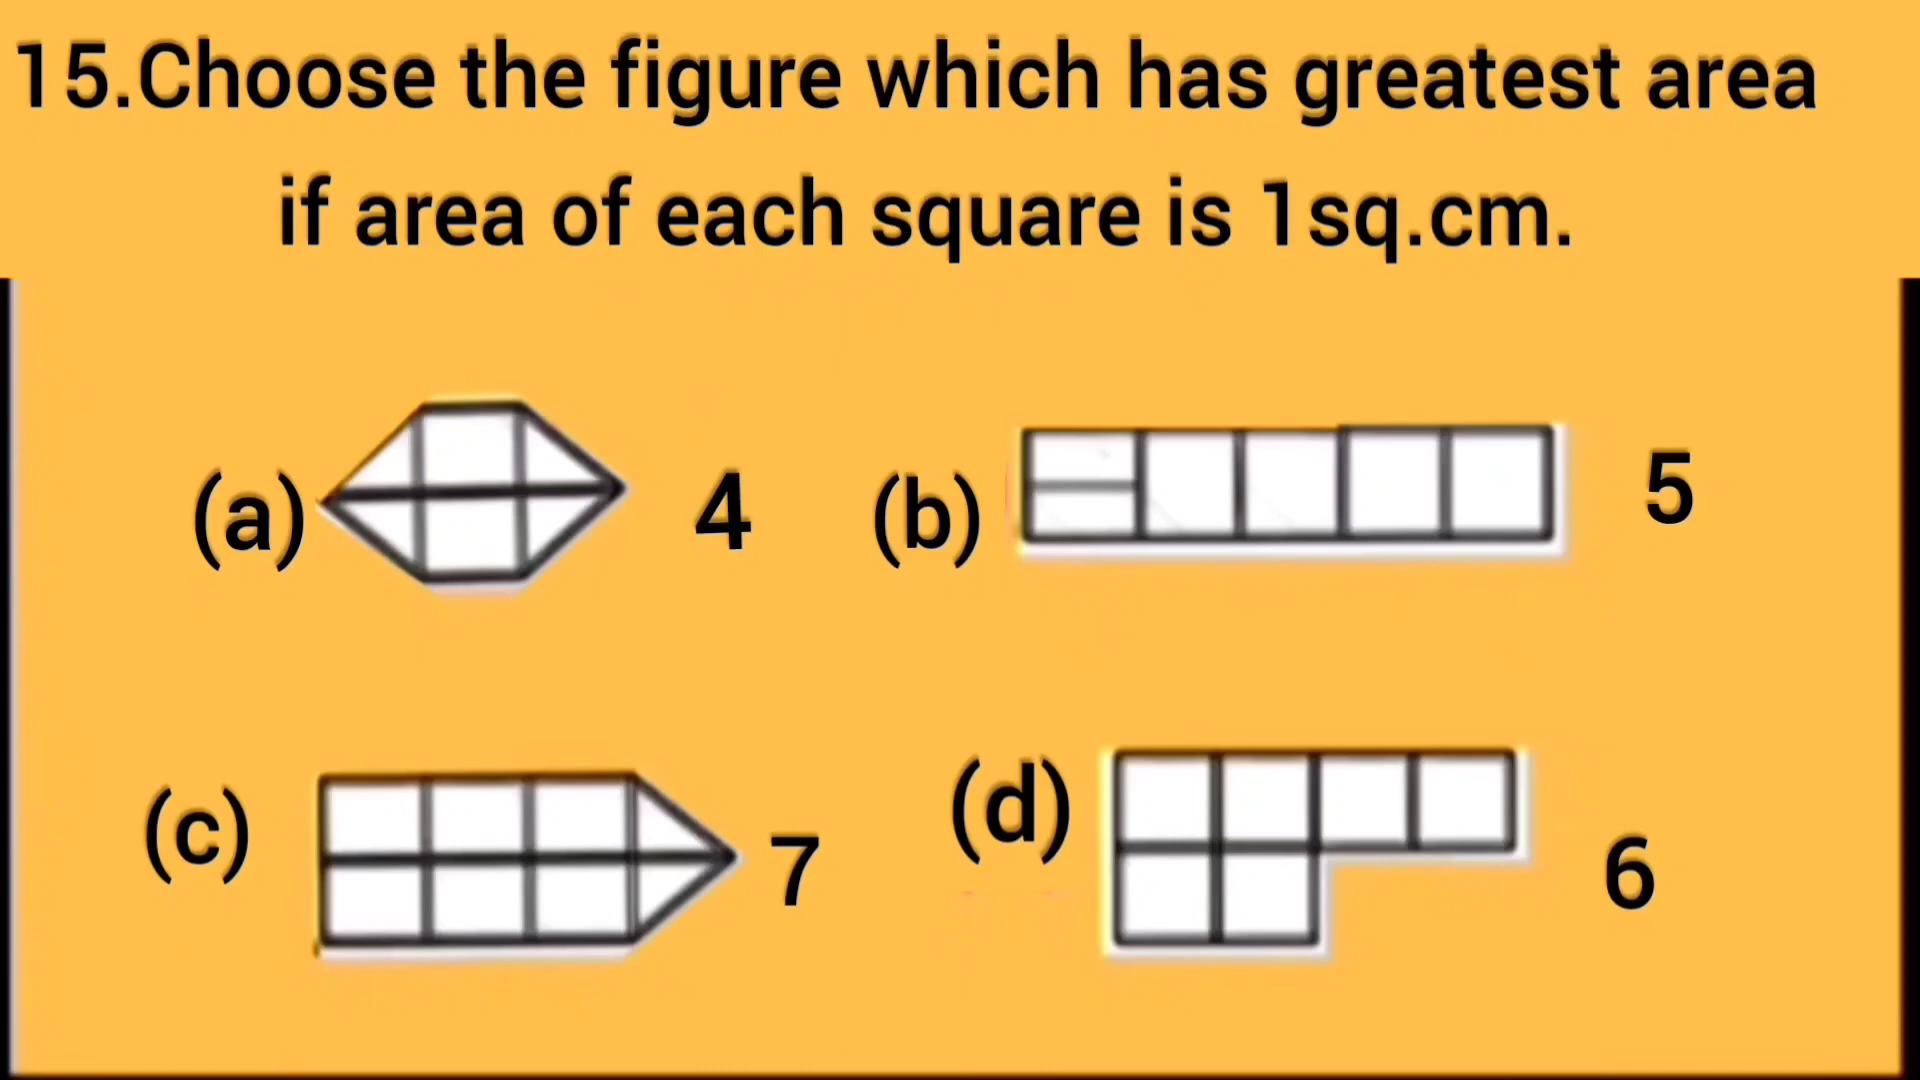 15.Choose the figure which has greatest area
if area of each square is 1sq.cm.
(a) 4 (b) 5
(c) 7 (d) 6